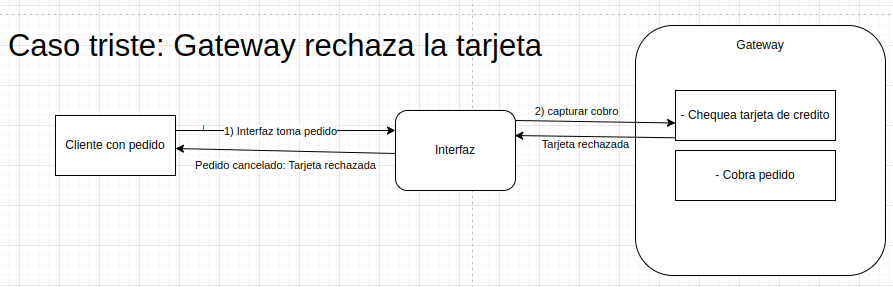 Caso triste: Gateway rechaza la tarjeta
Gateway
Cliente con pedido
1) Interfaz toma pedido
Pedido cancelado: Tarjeta rechazada
Interfaz
2) capturar cobro
Tarjeta rechazada
- Chequea tarjeta de credito
- Cobra pedido